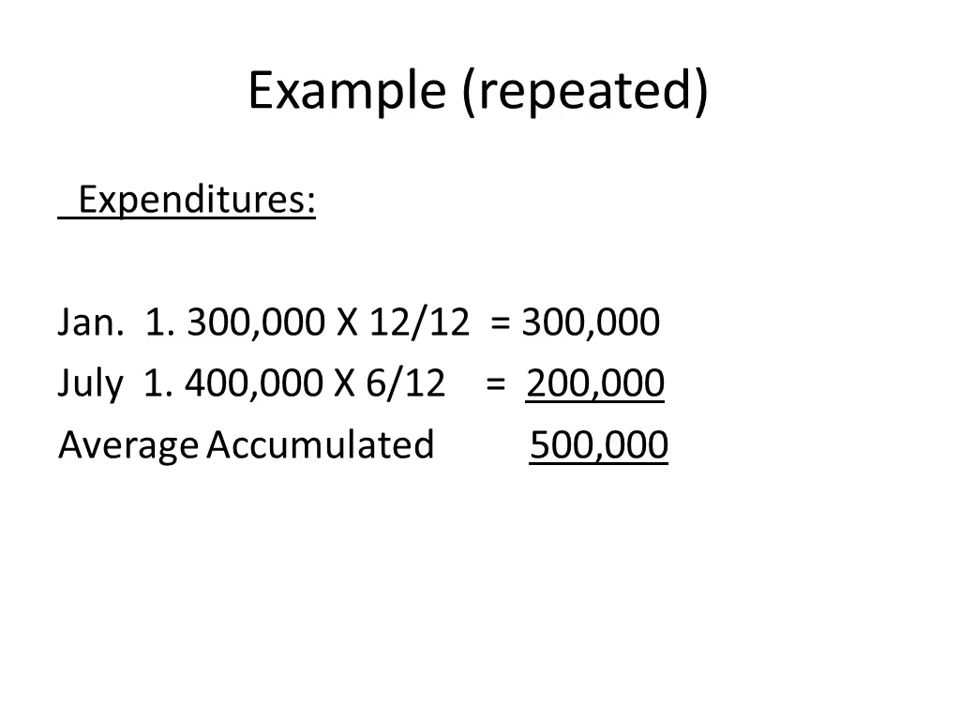 Example (repeated)
Expenditures:
Jan. 1. 300,000 X 12/12 = 300,000
July 1. 400,000 X 6/12 = 200,000
Average Accumulated 500,000